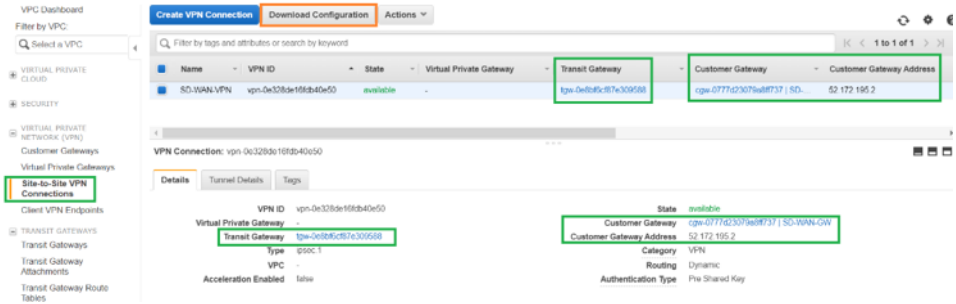 VPC Dashboard
Filter by VPC:
Select a VPC
VIRTUAL PRIVATE
CLOUD
SECURITY
VIRTUAL PRIVATE
NETWORK (VPN)
Customer Gateways
Virtual Private Gateways
Site-to-Site VPN
Connections
Client VPN Endpoints
TRANSIT GATEWAYS
Transit Gateways
Transit Gateway
Attachments
Transit Gateway Route
Tables
Create VPN Connection Download Configuration Actions
Filter by tags and attributes or search by keyword 1 to 1 of 1
Name VPN ID State Virtual Private Gateway Transit Gateway Customer Gateway Customer Gateway Address
SD-WAN-VPN vpn-0e328de16fdb40e50 available - tgw-0e8bf6cf87e309588 cgw-0777d23079a8ff737 | SD-... 52.172.195.2
VPN Connection: vpn-0e328de16fdb40e50
Details Tunnel Details Tags
VPN ID vpn-0e328de16fdb40e50 State available
Virtual Private Gateway - Customer Gateway cgw-0777d23079a8ff737 | SD-WAN-GW
Transit Gateway tgw-0e8bf6cf87e309588 Customer Gateway Address 52.172.195.2
Type ipsec.1 Category VPN
VPC - Routing Dynamic
Acceleration Enabled false Authentication Type Pre Shared Key